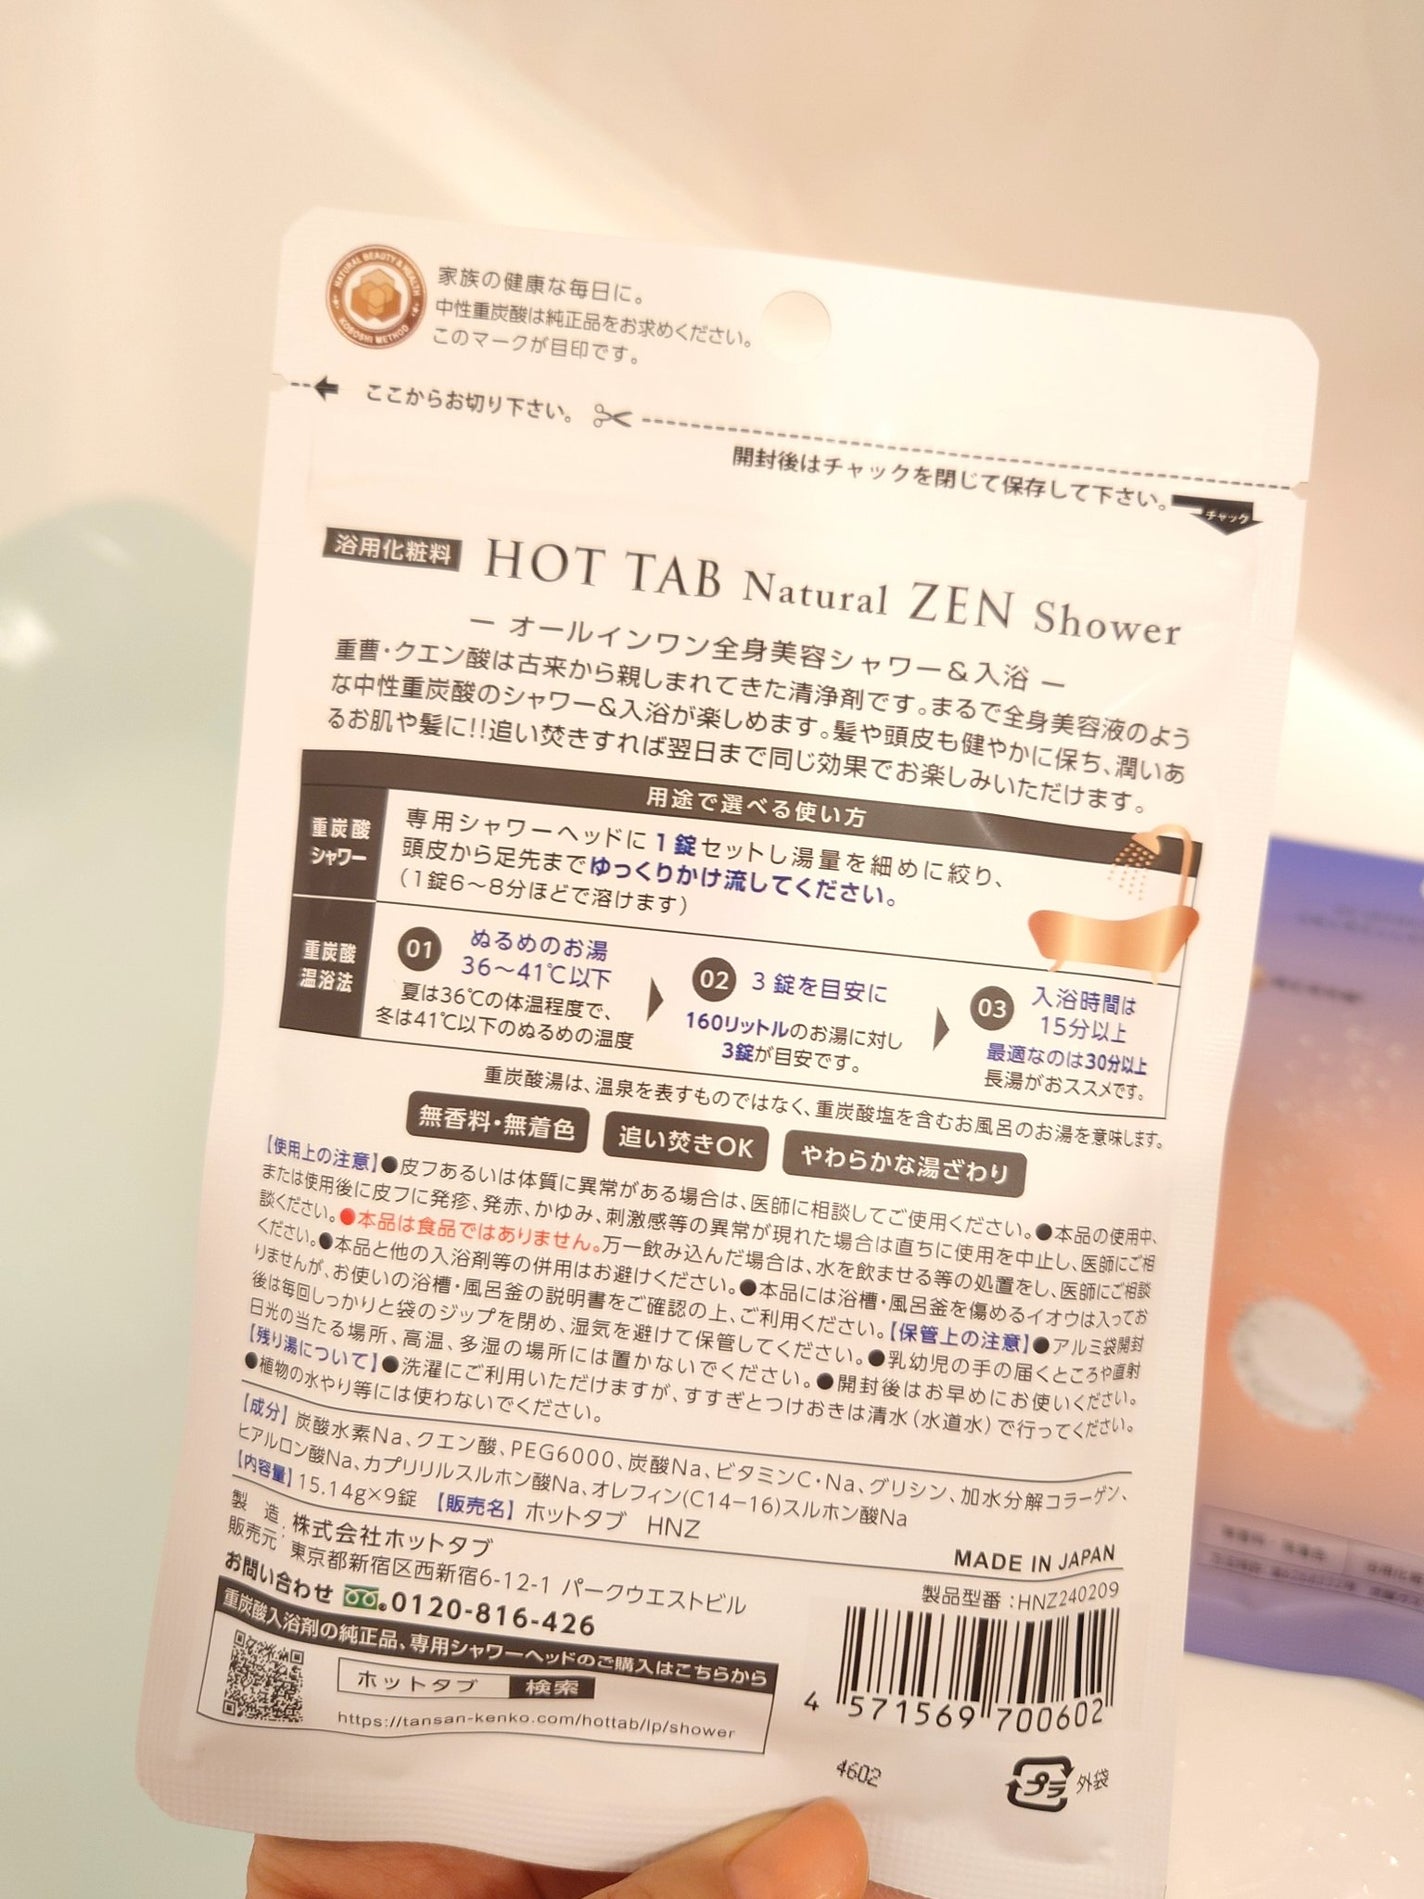 NATURAL BEAUTY & HEALTH
KOBOSHI METHOD
家族の健康な毎日に。
中性重炭酸は純正品をお求めください。
このマークが目印です。
ここからお切り下さい。
開封後はチャックを閉じて保存して下さい。
チャック
浴用化粧料 HOT TAB Natural ZEN Shower
― オールインワン全身美容シャワー&入浴 ―
重曹・クエン酸は古来から親しまれてきた清浄剤です。まるで全身美容液のよう
な中性重炭酸のシャワー&入浴が楽しめます。髪や頭皮も健やかに保ち、潤いあ
るお肌や髪に!!追い焚きすれば翌日まで同じ効果でお楽しみいただけます。
用途で選べる使い方
重炭酸
シャワー
専用シャワーヘッドに1錠セットし湯量を細めに絞り、
頭皮から足先までゆっくりかけ流してください。
(1錠6〜8分ほどで溶けます)
重炭酸
温浴法
01 ぬるめのお湯
36〜41℃以下
夏は36℃の体温程度で、
冬は41℃以下のぬるめの温度
02 3錠を目安に
160リットルのお湯に対し
3錠が目安です。
03 入浴時間は
15分以上
最適なのは30分以上
長湯がおススメです。
重炭酸湯は、温泉を表すものではなく、重炭酸塩を含むお風呂のお湯を意味します。
無香料・無着色 追い焚きOK やわらかな湯ざわり
【使用上の注意】●皮フあるいは体質に異常がある場合は、医師に相談してご使用ください。●本品の使用中、
または使用後に皮フに発疹、発赤、かゆみ、刺激感等の異常が現れた場合は直ちに使用を中止し、医師にご相
談ください。●本品は食品ではありません。万一飲み込んだ場合は、水を飲ませる等の処置をし、医師にご相談
ください。●本品と他の入浴剤等の併用はお避けください。●本品には浴槽・風呂釜を傷めるイオウは入ってお
りませんが、お使いの浴槽・風呂釜の説明書をご確認の上、ご利用ください。【保管上の注意】●アルミ袋開封
後は毎回しっかりと袋のジップを閉め、湿気を避けて保管してください。●乳幼児の手の届くところや直射
日光の当たる場所、高温、多湿の場所には置かないでください。●開封後はお早めにお使いください。
【残り湯について】●洗濯にご利用いただけますが、すすぎとつけおきは清水(水道水)で行ってください。
●植物の水やり等には使わないでください。
【成分】炭酸水素Na、クエン酸、PEG6000、炭酸Na、ビタミンC・Na、グリシン、加水分解コラーゲン、
ヒアルロン酸Na、カプリリルスルホン酸Na、オレフィン(C14−16)スルホン酸Na
【内容量】15.14g×9錠 【販売名】ホットタブ HNZ
製 造
販売元 : 株式会社ホットタブ
東京都新宿区西新宿6-12-1 パークウエストビル
お問い合わせ 0120-816-426
MADE IN JAPAN
製品型番:HNZ240209
重炭酸入浴剤の純正品、専用シャワーヘッドのご購入はこちらから
ホットタブ 検索
https://tansan-kenko.com/hottab/lp/shower
4 571569 700602
4602
プラ 外袋